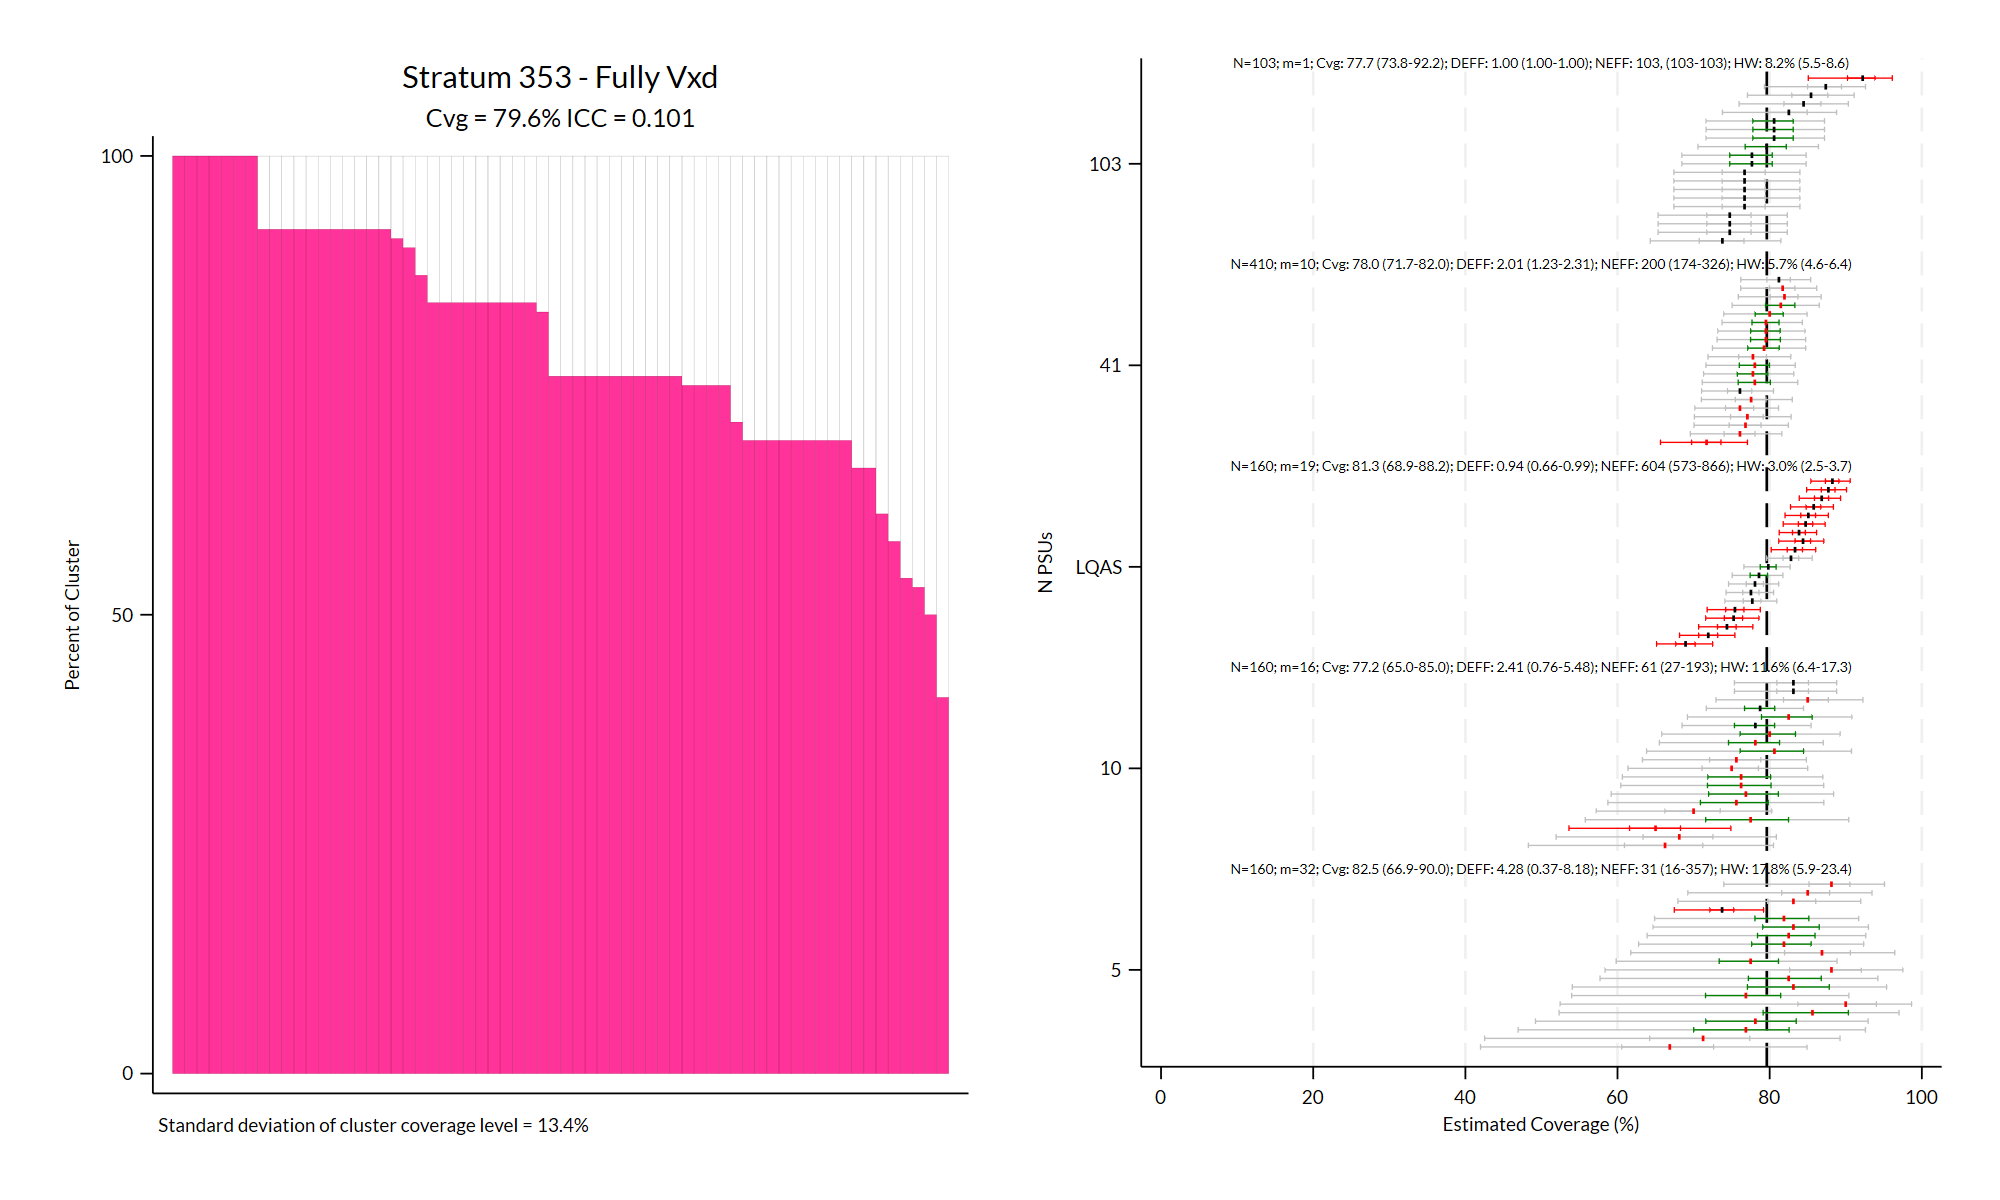 Stratum 353 - Fully Vxd
Cvg = 79.6% ICC = 0.101
100
50
0
Percent of Cluster
Standard deviation of cluster coverage level = 13.4%
N=103; m=1; Cvg: 77.7 (73.8-92.2); DEFF: 1.00 (1.00-1.00); NEFF: 103, (103-103); HW: 8.2% (5.5-8.6)
103
N=410; m=10; Cvg: 78.0 (71.7-82.0); DEFF: 2.01 (1.23-2.31); NEFF: 200 (174-326); HW: 5.7% (4.6-6.4)
41
N=160; m=19; Cvg: 81.3 (68.9-88.2); DEFF: 0.94 (0.66-0.99); NEFF: 604 (573-866); HW: 3.0% (2.5-3.7)
LQAS
N=160; m=16; Cvg: 77.2 (65.0-85.0); DEFF: 2.41 (0.76-5.48); NEFF: 61 (27-193); HW: 11.6% (6.4-17.3)
10
N=160; m=32; Cvg: 82.5 (66.9-90.0); DEFF: 4.28 (0.37-8.18); NEFF: 31 (16-357); HW: 17.8% (5.9-23.4)
5
N PSUs
0 20 40 60 80 100
Estimated Coverage (%)